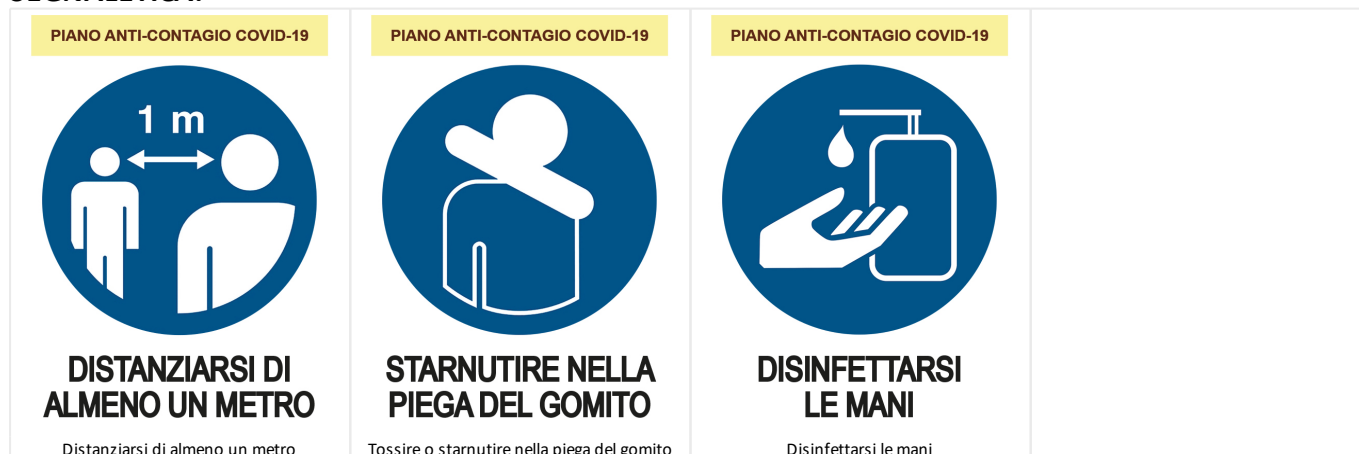 PIANO ANTI-CONTAGIO COVID-19
1 m
DISTANZIARSI DI
ALMENO UN METRO
Distanziarsi di almeno un metro
PIANO ANTI-CONTAGIO COVID-19
STARNUTIRE NELLA
PIEGA DEL GOMITO
Tossire o starnutire nella piega del gomito
PIANO ANTI-CONTAGIO COVID-19
DISINFETTARSI
LE MANI
Disinfettarsi le mani